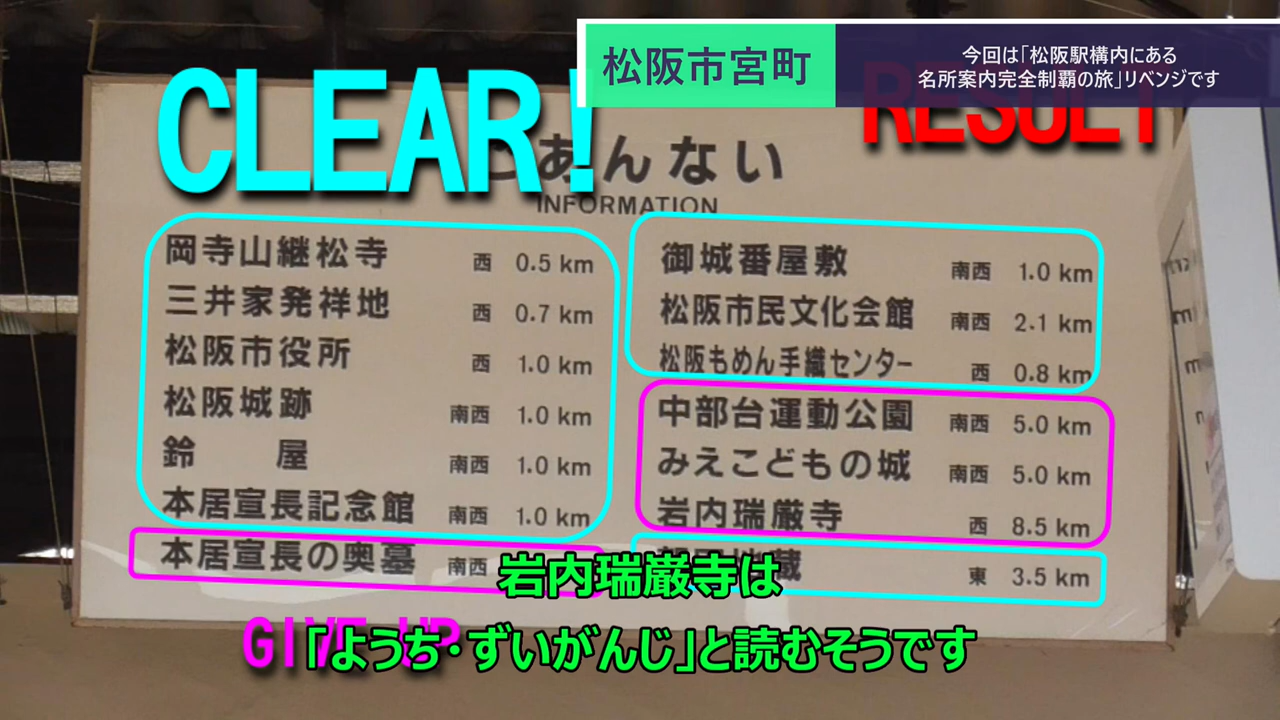 松阪市宮町
今回は「松阪駅構内にある
名所案内完全制覇の旅」リベンジです
CLEAR!
RESULT
あんない
INFORMATION
岡寺山継松寺 西 0.5 km
三井家発祥地 西 0.7 km
松阪市役所 西 1.0 km
松阪城跡 南西 1.0 km
鈴屋 南西 1.0 km
本居宣長記念館 南西 1.0 km
本居宣長の奥墓 南西
御城番屋敷 南西 1.0 km
松阪市民文化会館 南西 2.1 km
松阪もめん手織センター 西 0.8 km
中部台運動公園 南西 5.0 km
みえこどもの城 南西 5.0 km
岩内瑞厳寺 西 8.5 km
蔵 東 3.5 km
GIVE UP
岩内瑞巌寺は
「ようち・ずいがんじ」と読むそうです